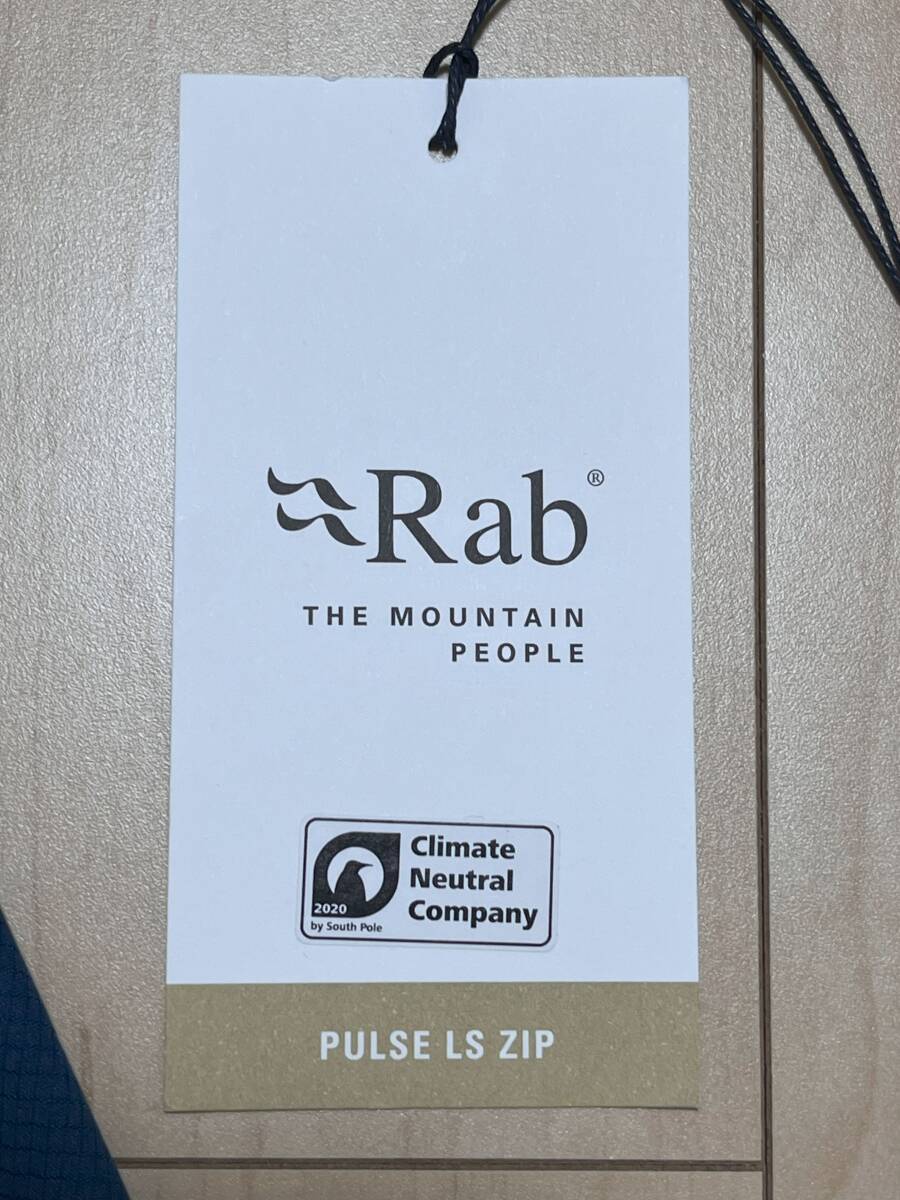 Rab®
THE MOUNTAIN
PEOPLE
Climate
Neutral
Company
2020
by South Pole
PULSE LS ZIP